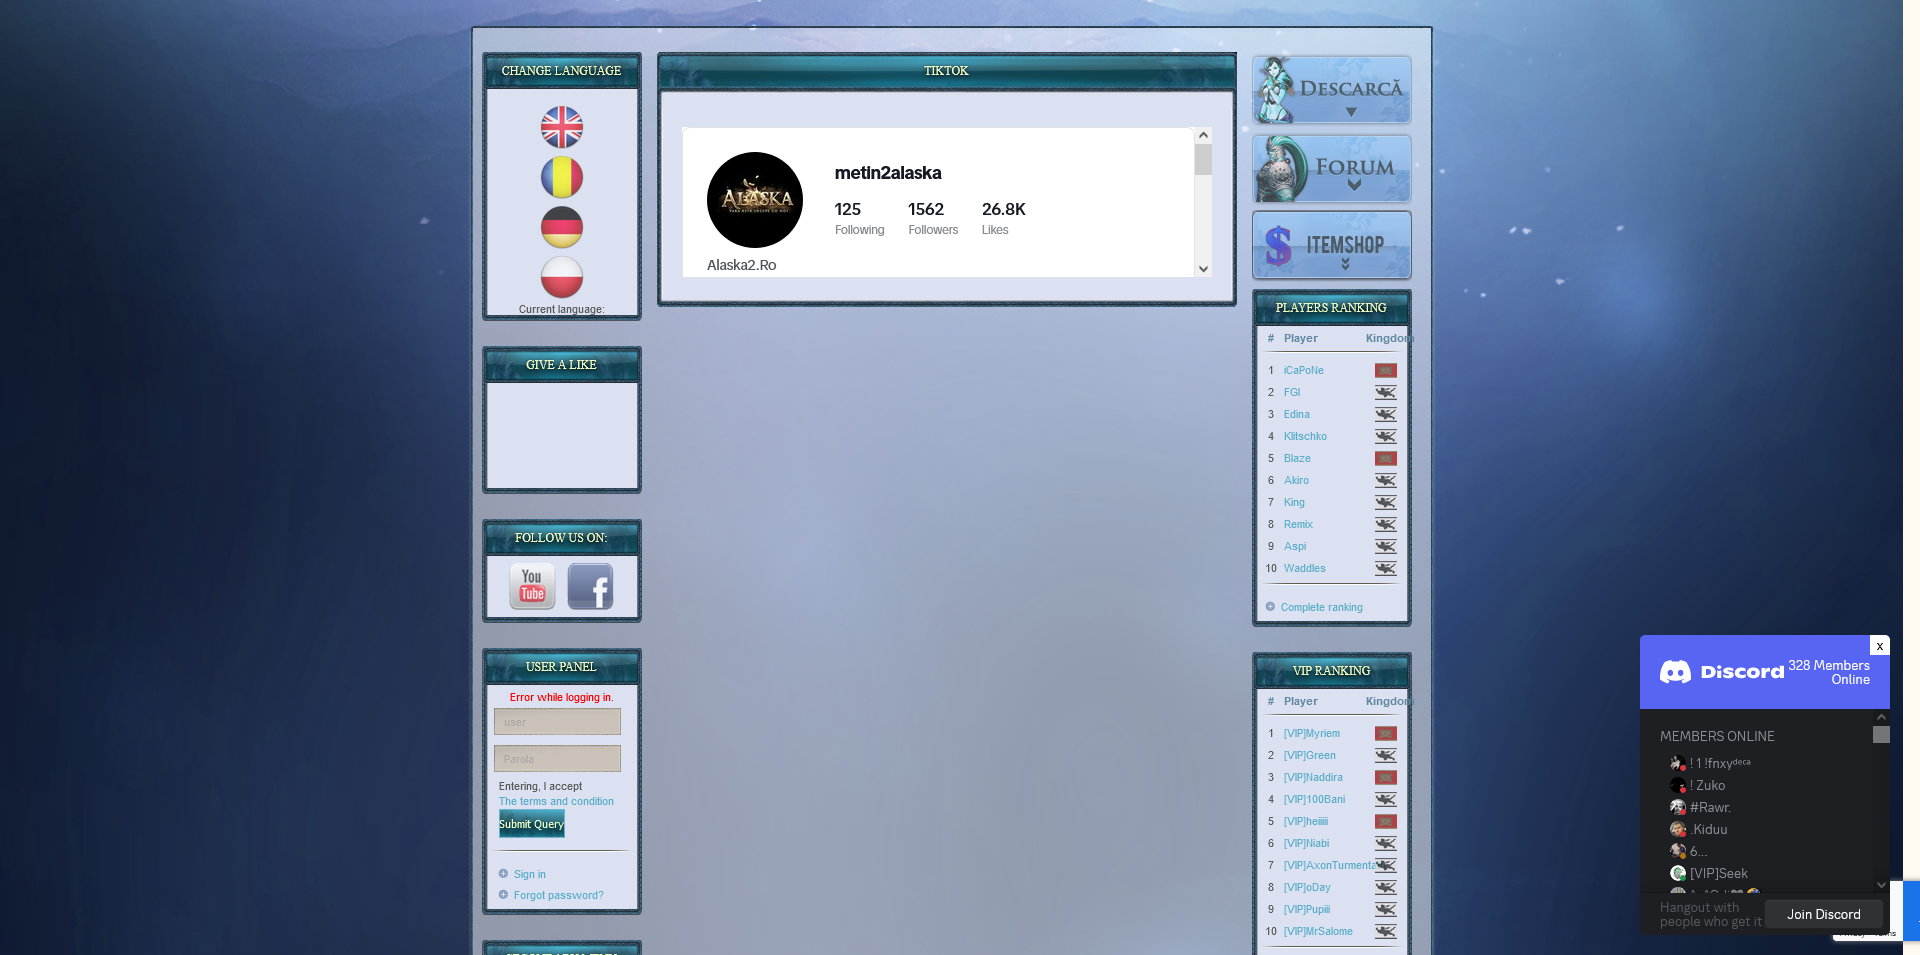 CHANGE LANGUAGE
Current language:
GIVE A LIKE
FOLLOW US ON:
You
Tube
f
USER PANEL
Error while logging in.
user
Parola
Entering, I accept
The terms and condition
Submit Query
Sign in
Forgot password?
TIKTOK
ALASKA
metin2alaska
125 1562 26.8K
Following Followers Likes
Alaska2.Ro
DESCARCĂ
FORUM
$ ITEMSHOP
PLAYERS RANKING
# Player Kingdom
1 iCaPoNe
2 FGI
3 Edina
4 Klitschko
5 Blaze
6 Akiro
7 King
8 Remix
9 Aspi
10 Waddles
Complete ranking
VIP RANKING
# Player Kingdom
1 [VIP]Myriem
2 [VIP]Green
3 [VIP]Naddira
4 [VIP]100Bani
5 [VIP]heiiiii
6 [VIP]Niabi
7 [VIP]AxonTurmenta
8 [VIP]oDay
9 [VIP]Pupiii
10 [VIP]MrSalome
x
Discord 328 Members
Online
MEMBERS ONLINE
! 1 !fnxyᵈᵉᶜᵃ
! Zuko
#Rawr.
.Kiduu
6...
[VIP]Seek
Hangout with
people who get it
Join Discord